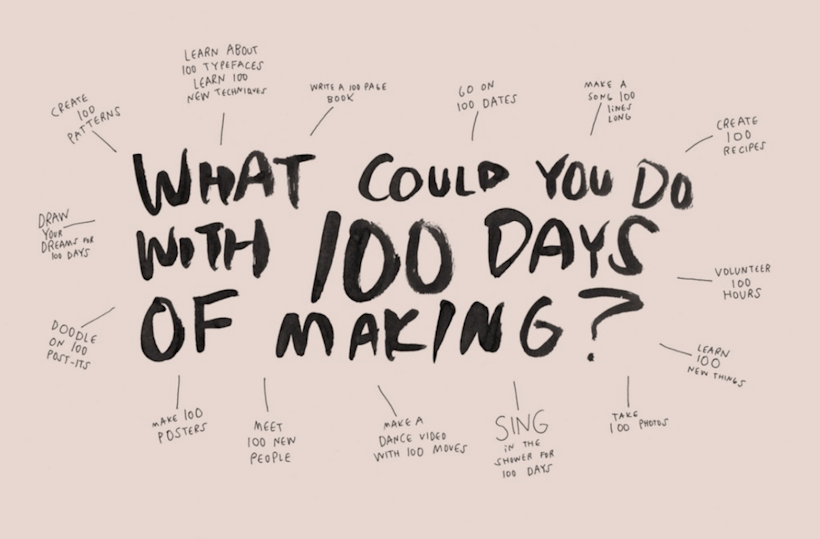 LEARN ABOUT
100 TYPEFACES
LEARN 100
NEW TECHNIQUES
WRITE A 100 PAGE
BOOK
GO ON
100 DATES
MAKE A
SONG 100
LINES
LONG
CREATE
100
PATTERNS
CREATE
100
RECIPES
WHAT COULD YOU DO
WITH 100 DAYS
OF MAKING?
DRAW
YOUR
DREAMS FOR
100 DAYS
VOLUNTEER
100
HOURS
DOODLE
ON 100
POST-ITS
LEARN
100
NEW THINGS
MAKE 100
POSTERS
MEET
100 NEW
PEOPLE
MAKE A
DANCE VIDEO
WITH 100 MOVES
SING
IN THE
SHOWER FOR
100 DAYS
TAKE
100 PHOTOS